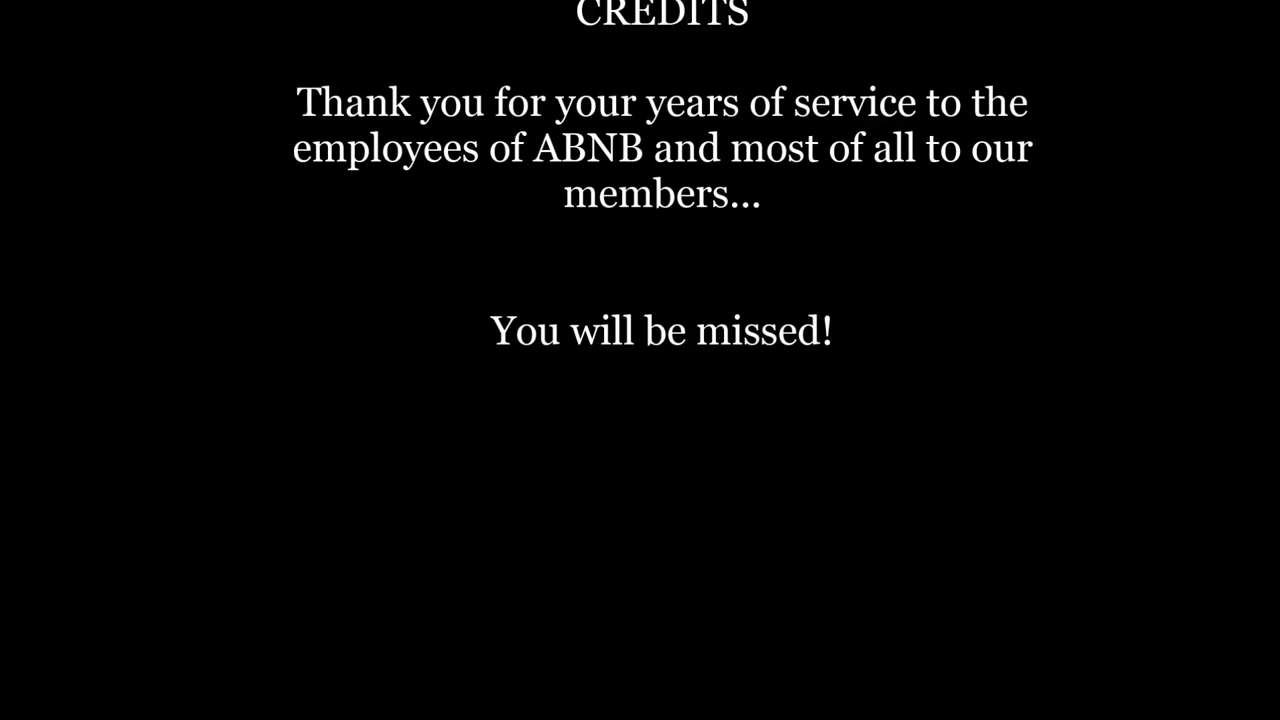 CREDITS
Thank you for your years of service to the
employees of ABNB and most of all to our
members...
You will be missed!